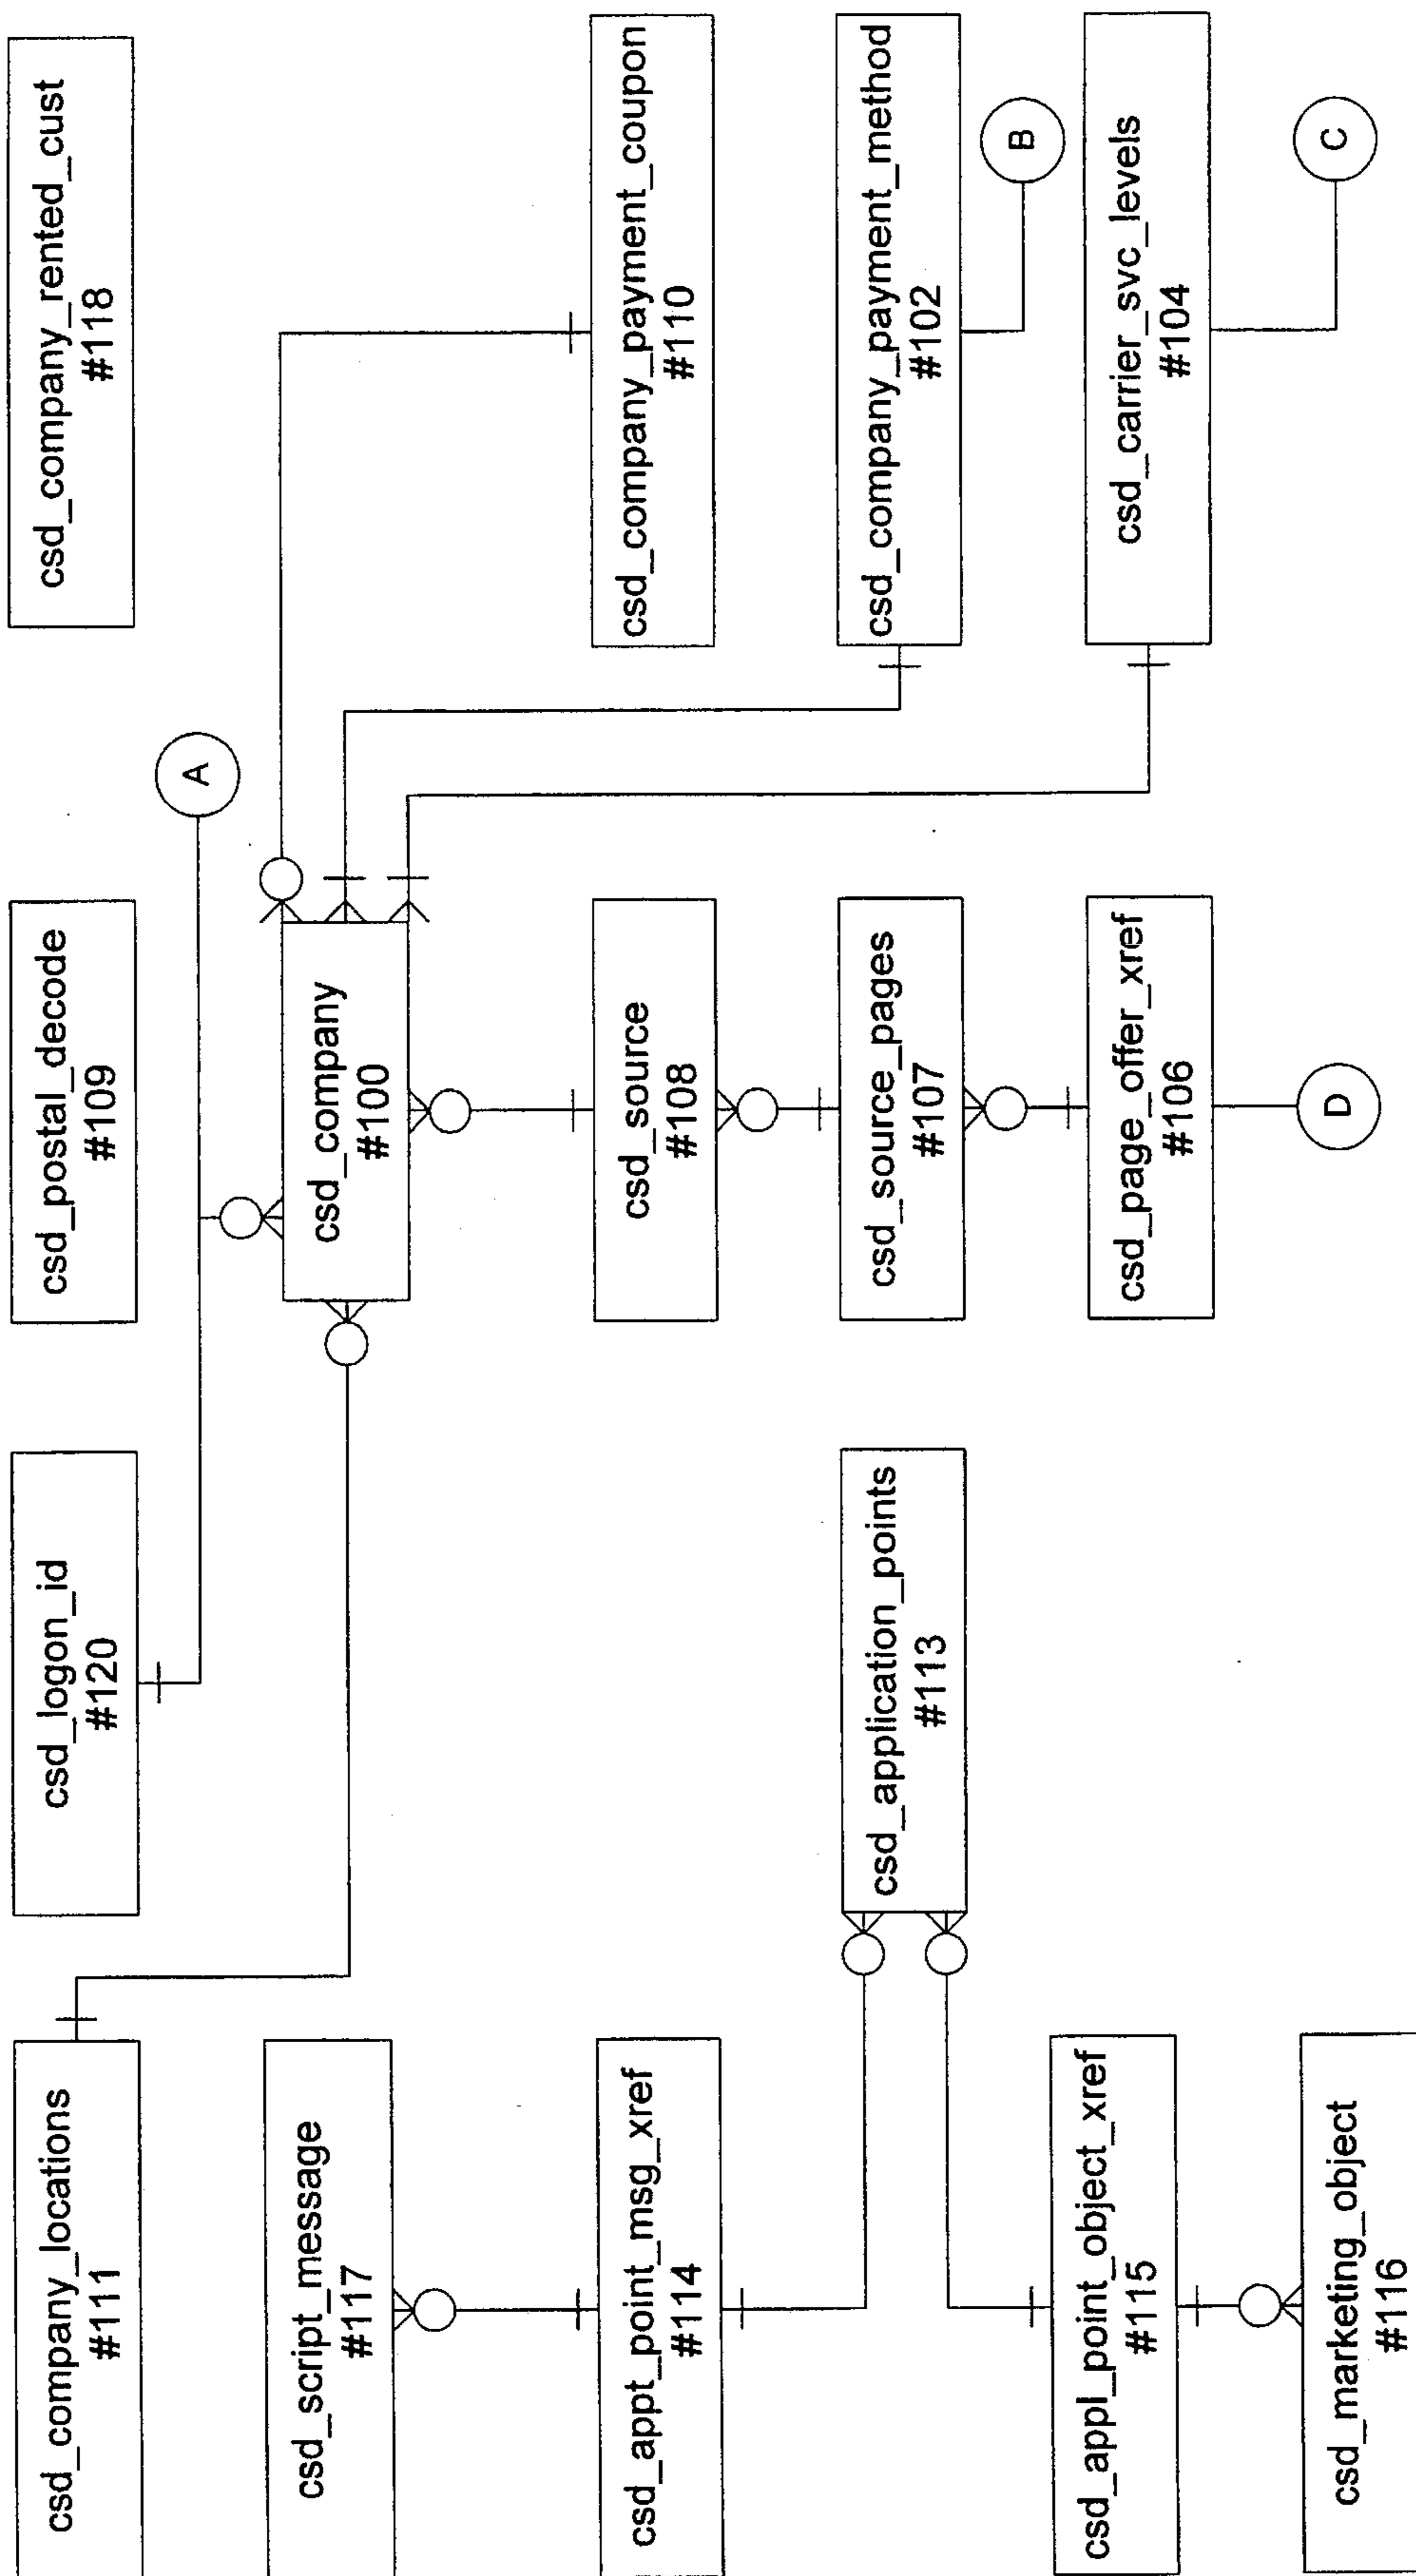 csd_company_locations
#111
csd_logon_id
#120
csd_postal_decode
#109
csd_company_rented_cust
#118
A
csd_script_message
#117
csd_company
#100
csd_appt_point_msg_xref
#114
csd_source
#108
csd_company_payment_coupon
#110
csd_application_points
#113
csd_source_pages
#107
csd_company_payment_method
#102
B
csd_appl_point_object_xref
#115
csd_page_offer_xref
#106
csd_carrier_svc_levels
#104
csd_marketing_object
#116
D
C